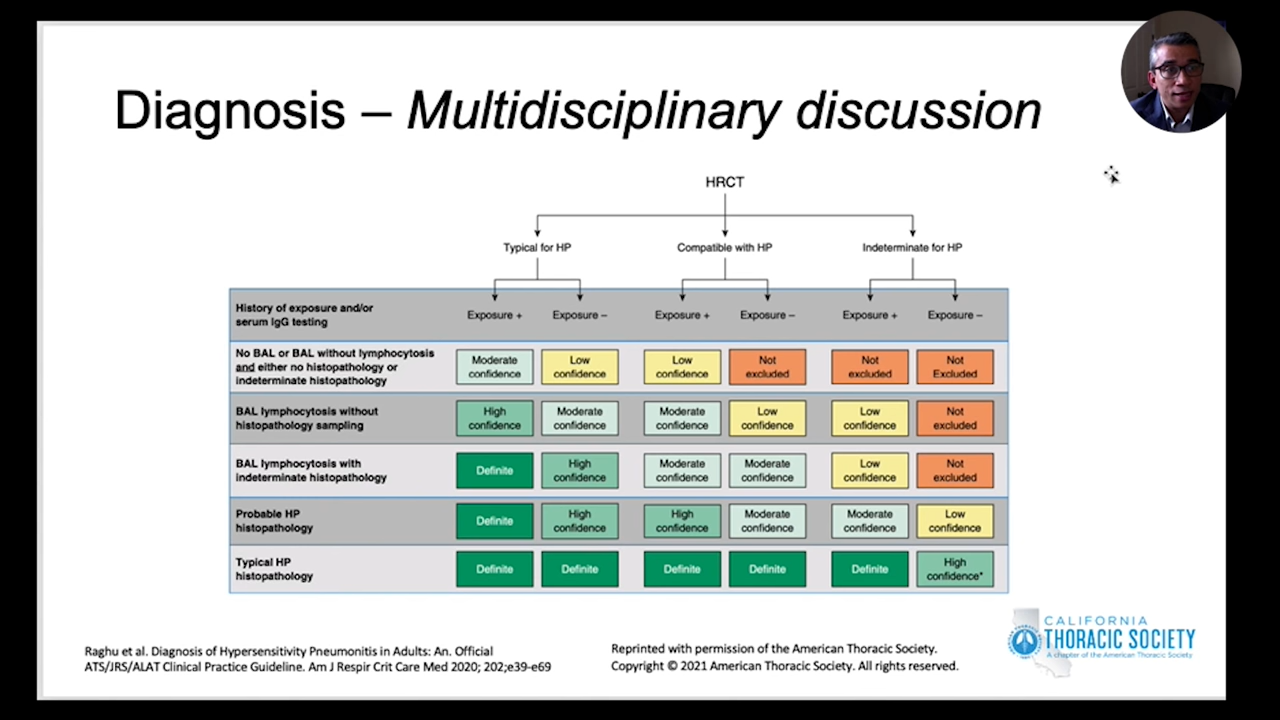 Diagnosis – Multidisciplinary discussion
HRCT
Typical for HP
Compatible with HP
Indeterminate for HP
History of exposure and/or
serum IgG testing
Exposure +
Exposure –
Exposure +
Exposure –
Exposure +
Exposure –
No BAL or BAL without lymphocytosis
and either no histopathology or
indeterminate histopathology
Moderate
confidence
Low
confidence
Low
confidence
Not
excluded
Not
excluded
Not
Excluded
BAL lymphocytosis without
histopathology sampling
High
confidence
Moderate
confidence
Moderate
confidence
Low
confidence
Low
confidence
Not
excluded
BAL lymphocytosis with
indeterminate histopathology
Definite
High
confidence
Moderate
confidence
Moderate
confidence
Low
confidence
Not
excluded
Probable HP
histopathology
Definite
High
confidence
High
confidence
Moderate
confidence
Moderate
confidence
Low
confidence
Typical HP
histopathology
Definite
Definite
Definite
Definite
Definite
High
confidence*
Raghu et al. Diagnosis of Hypersensitivity Pneumonitis in Adults: An. Official
ATS/JRS/ALAT Clinical Practice Guideline. Am J Respir Crit Care Med 2020; 202;e39-e69
Reprinted with permission of the American Thoracic Society.
Copyright © 2021 American Thoracic Society. All rights reserved.
CALIFORNIA
THORACIC SOCIETY
A chapter of the American Thoracic Society